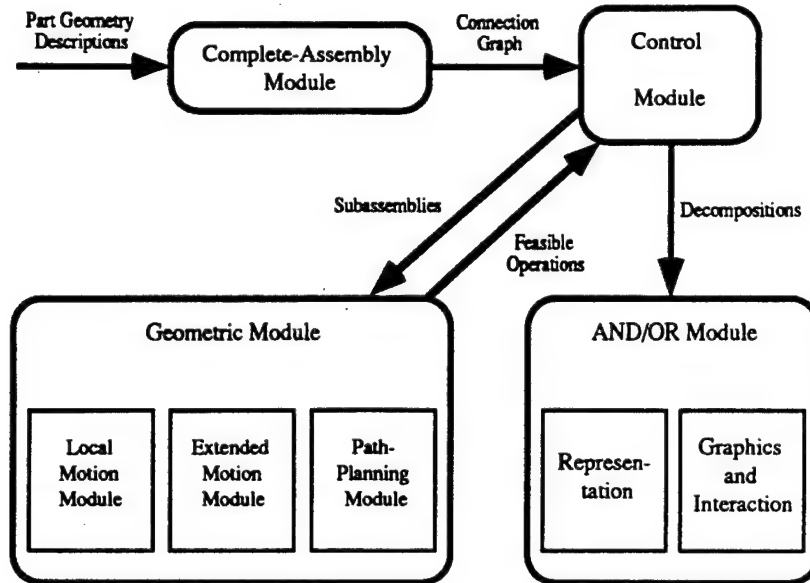 Part Geometry
Descriptions
Complete-Assembly
Module
Connection
Graph
Control
Module
Subassemblies
Feasible
Operations
Decompositions
Geometric Module
Local
Motion
Module
Extended
Motion
Module
Path-
Planning
Module
AND/OR Module
Represen-
tation
Graphics
and
Interaction